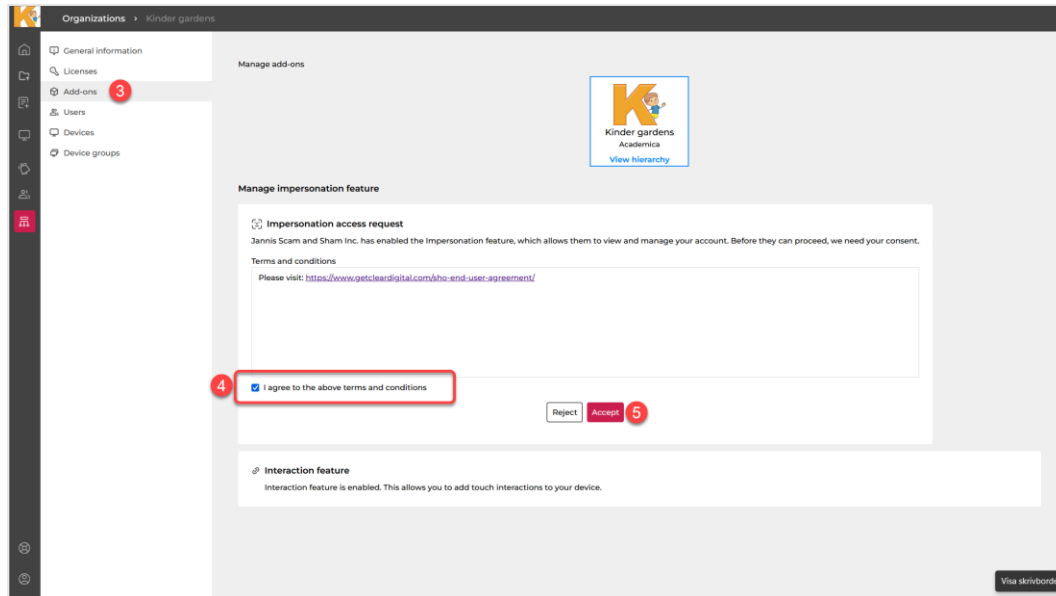 Organizations › Kinder gardens
General information
Licenses
Add-ons
3
Users
Devices
Device groups
Manage add-ons
K
Kinder gardens
Academica
View hierarchy
Manage impersonation feature
Impersonation access request
Jannis Scam and Sham Inc. has enabled the Impersonation feature, which allows them to view and manage your account. Before they can proceed, we need your consent.
Terms and conditions
Please visit: https://www.getcleardigital.com/sho-end-user-agreement/
4
I agree to the above terms and conditions
Reject
Accept
5
Interaction feature
Interaction feature is enabled. This allows you to add touch interactions to your device.
Visa skrivborde